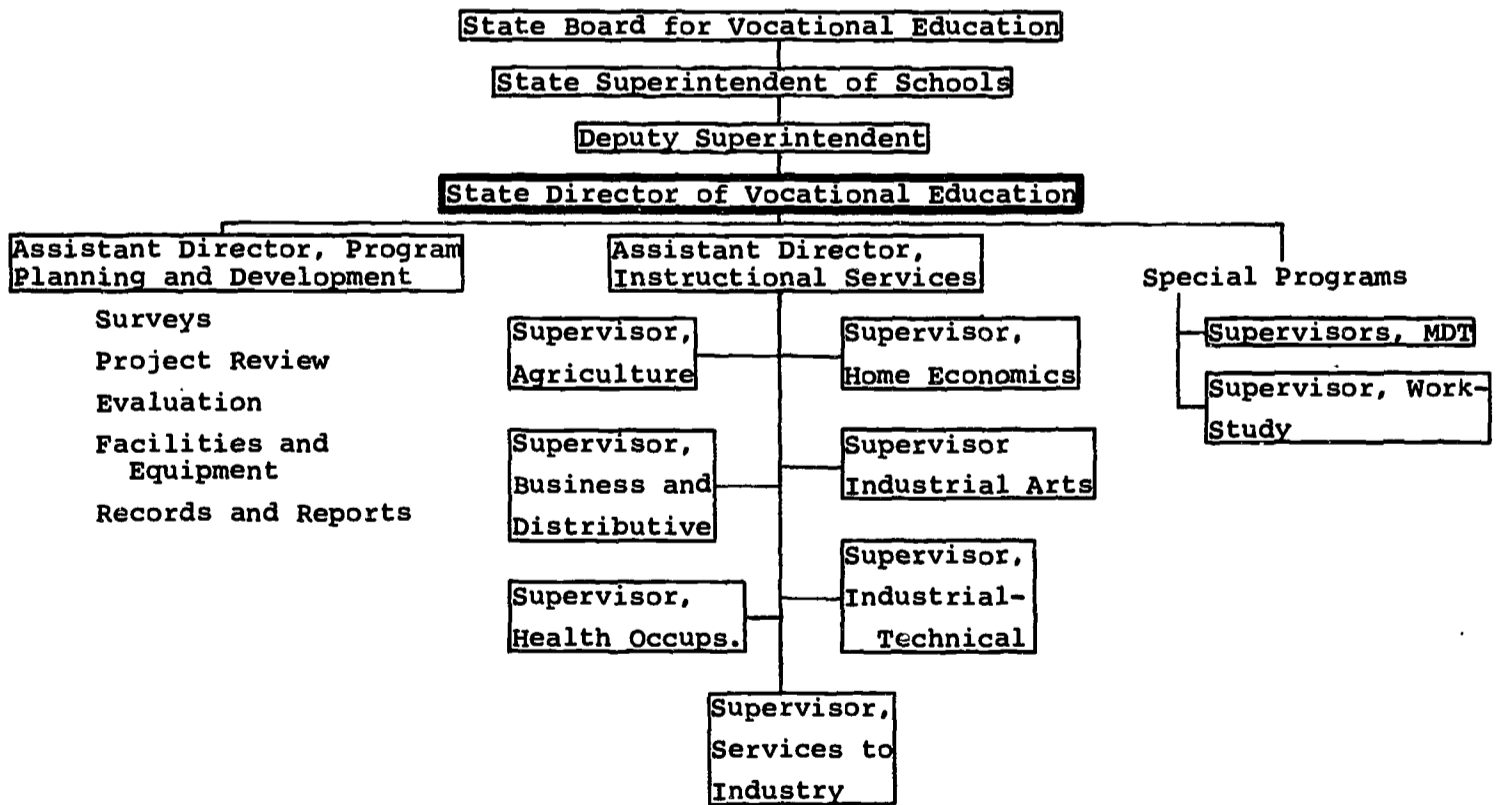 State Board for Vocational Education
State Superintendent of Schools
Deputy Superintendent
State Director of Vocational Education
Assistant Director, Program
Planning and Development
Surveys
Project Review
Evaluation
Facilities and
Equipment
Records and Reports
Assistant Director,
Instructional Services
Supervisor,
Agriculture
Supervisor,
Home Economics
Supervisor,
Business and
Distributive
Supervisor
Industrial Arts
Supervisor,
Health Occups.
Supervisor,
Industrial-
Technical
Supervisor,
Services to
Industry
Special Programs
Supervisors, MDT
Supervisor, Work-
Study